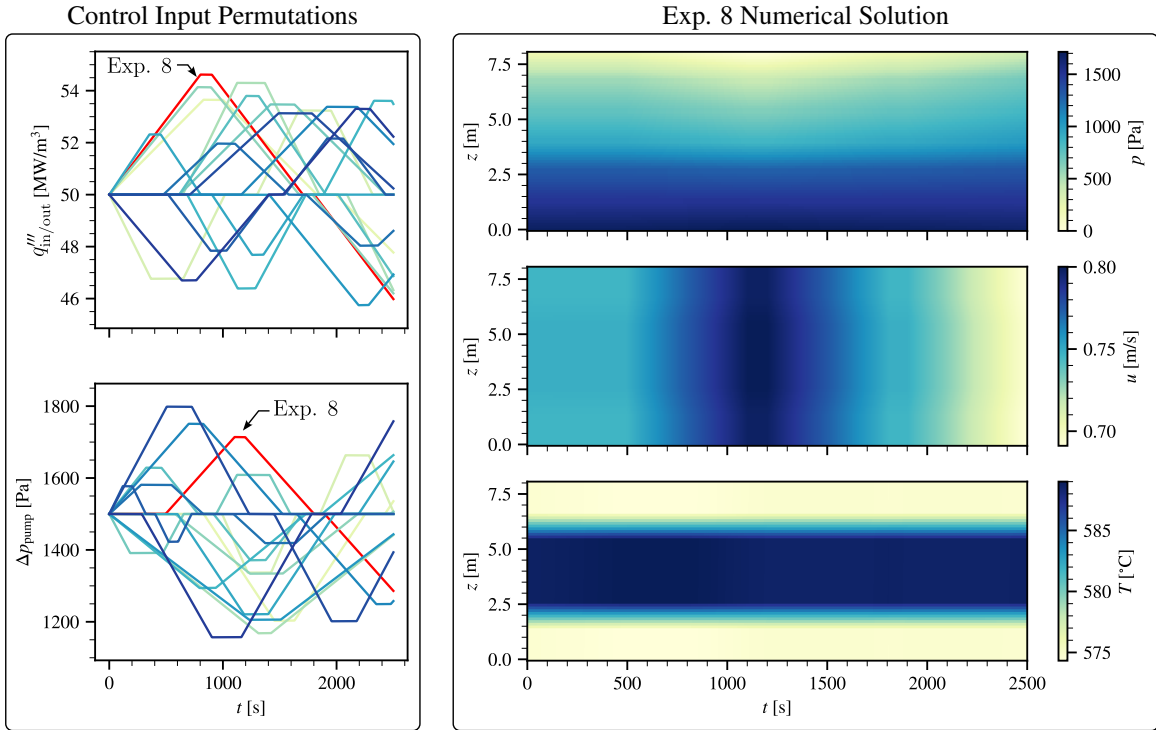 Control Input Permutations
Exp. 8
54
52
50
48
46
q‴in/out [MW/m³]
Exp. 8
1800
1600
1400
1200
Δp_pump [Pa]
0 1000 2000
t [s]
Exp. 8 Numerical Solution
7.5
5.0
2.5
0.0
z [m]
1500
1000
500
0
p [Pa]
7.5
5.0
2.5
0.0
z [m]
0.80
0.75
0.70
u [m/s]
7.5
5.0
2.5
0.0
z [m]
585
580
575
T [°C]
0 500 1000 1500 2000 2500
t [s]